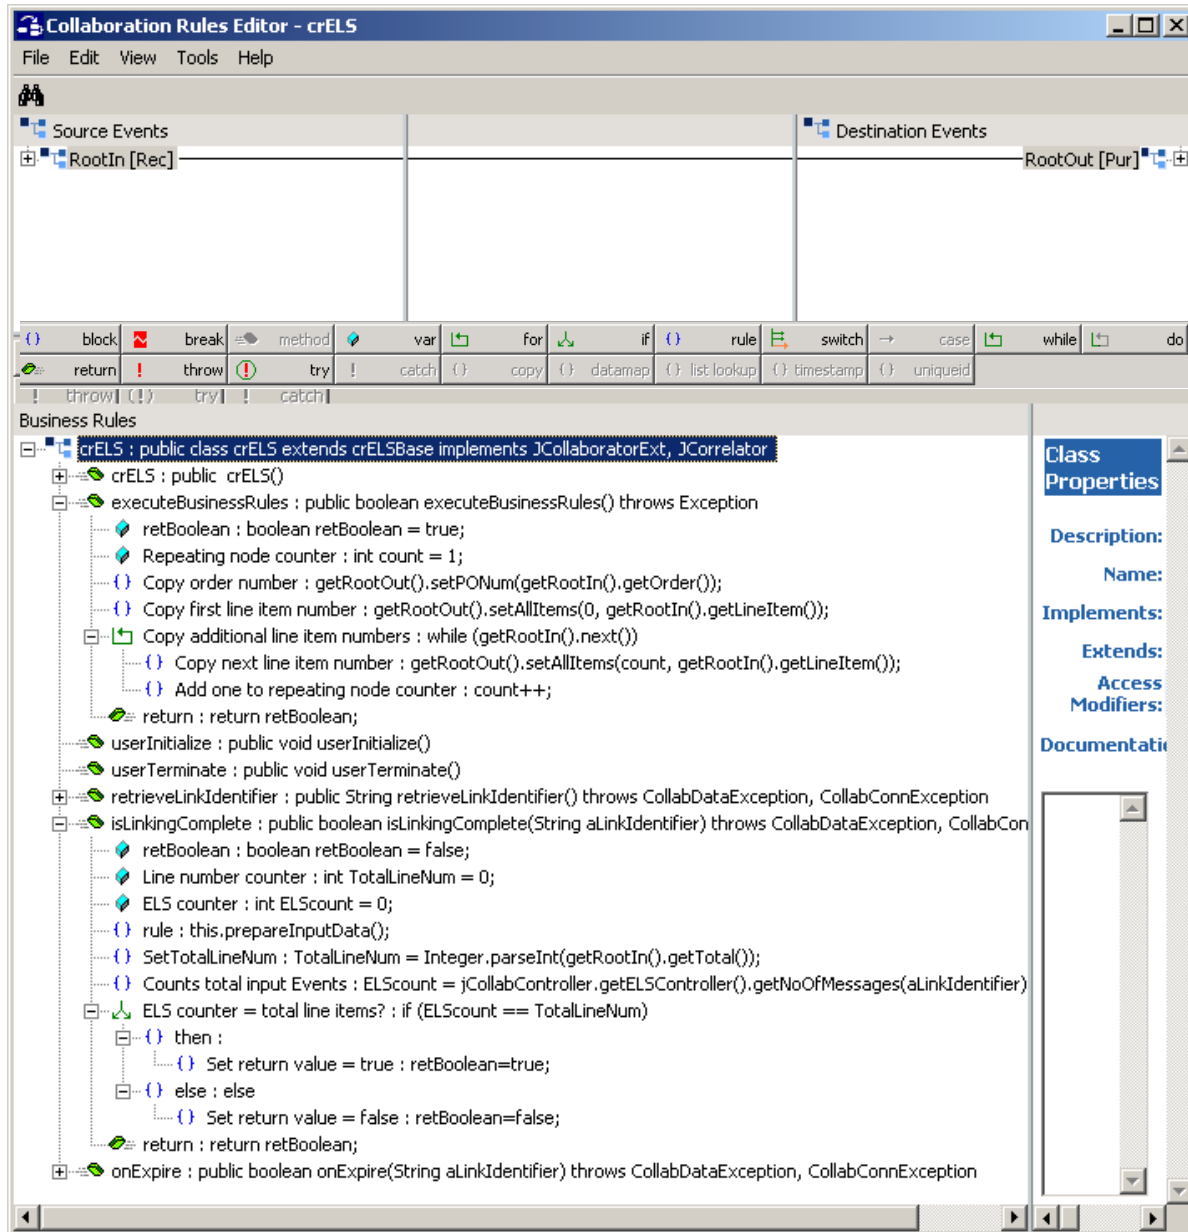 Collaboration Rules Editor - crELS
File Edit View Tools Help
Source Events
Destination Events
RootIn [Rec]
RootOut [Pur]
block break method var for if rule switch case while do
return throw try catch copy datamap list lookup timestamp uniqueid
throw try catch
Business Rules
crELS : public class crELS extends crELSBase implements JCollaboratorExt, JCorrelator
crELS : public crELS()
executeBusinessRules : public boolean executeBusinessRules() throws Exception
retBoolean : boolean retBoolean = true;
Repeating node counter : int count = 1;
Copy order number : getRootOut().setPONum(getRootIn().getOrder());
Copy first line item number : getRootOut().setAllItems(0, getRootIn().getLineItem());
Copy additional line item numbers : while (getRootIn().next())
Copy next line item number : getRootOut().setAllItems(count, getRootIn().getLineItem());
Add one to repeating node counter : count++;
return : return retBoolean;
userInitialize : public void userInitialize()
userTerminate : public void userTerminate()
retrieveLinkIdentifier : public String retrieveLinkIdentifier() throws CollabDataException, CollabConnException
isLinkingComplete : public boolean isLinkingComplete(String aLinkIdentifier) throws CollabDataException, CollabCon
retBoolean : boolean retBoolean = false;
Line number counter : int TotalLineNum = 0;
ELS counter : int ELScount = 0;
rule : this.prepareInputData();
SetTotalLineNum : TotalLineNum = Integer.parseInt(getRootIn().getTotal());
Counts total input Events : ELScount = jCollabController.getELSController().getNoOfMessages(aLinkIdentifier)
ELS counter = total line items? : if (ELScount == TotalLineNum)
then :
Set return value = true : retBoolean=true;
else : else
Set return value = false : retBoolean=false;
return : return retBoolean;
onExpire : public boolean onExpire(String aLinkIdentifier) throws CollabDataException, CollabConnException
Class
Properties
Description:
Name:
Implements:
Extends:
Access
Modifiers:
Documentati